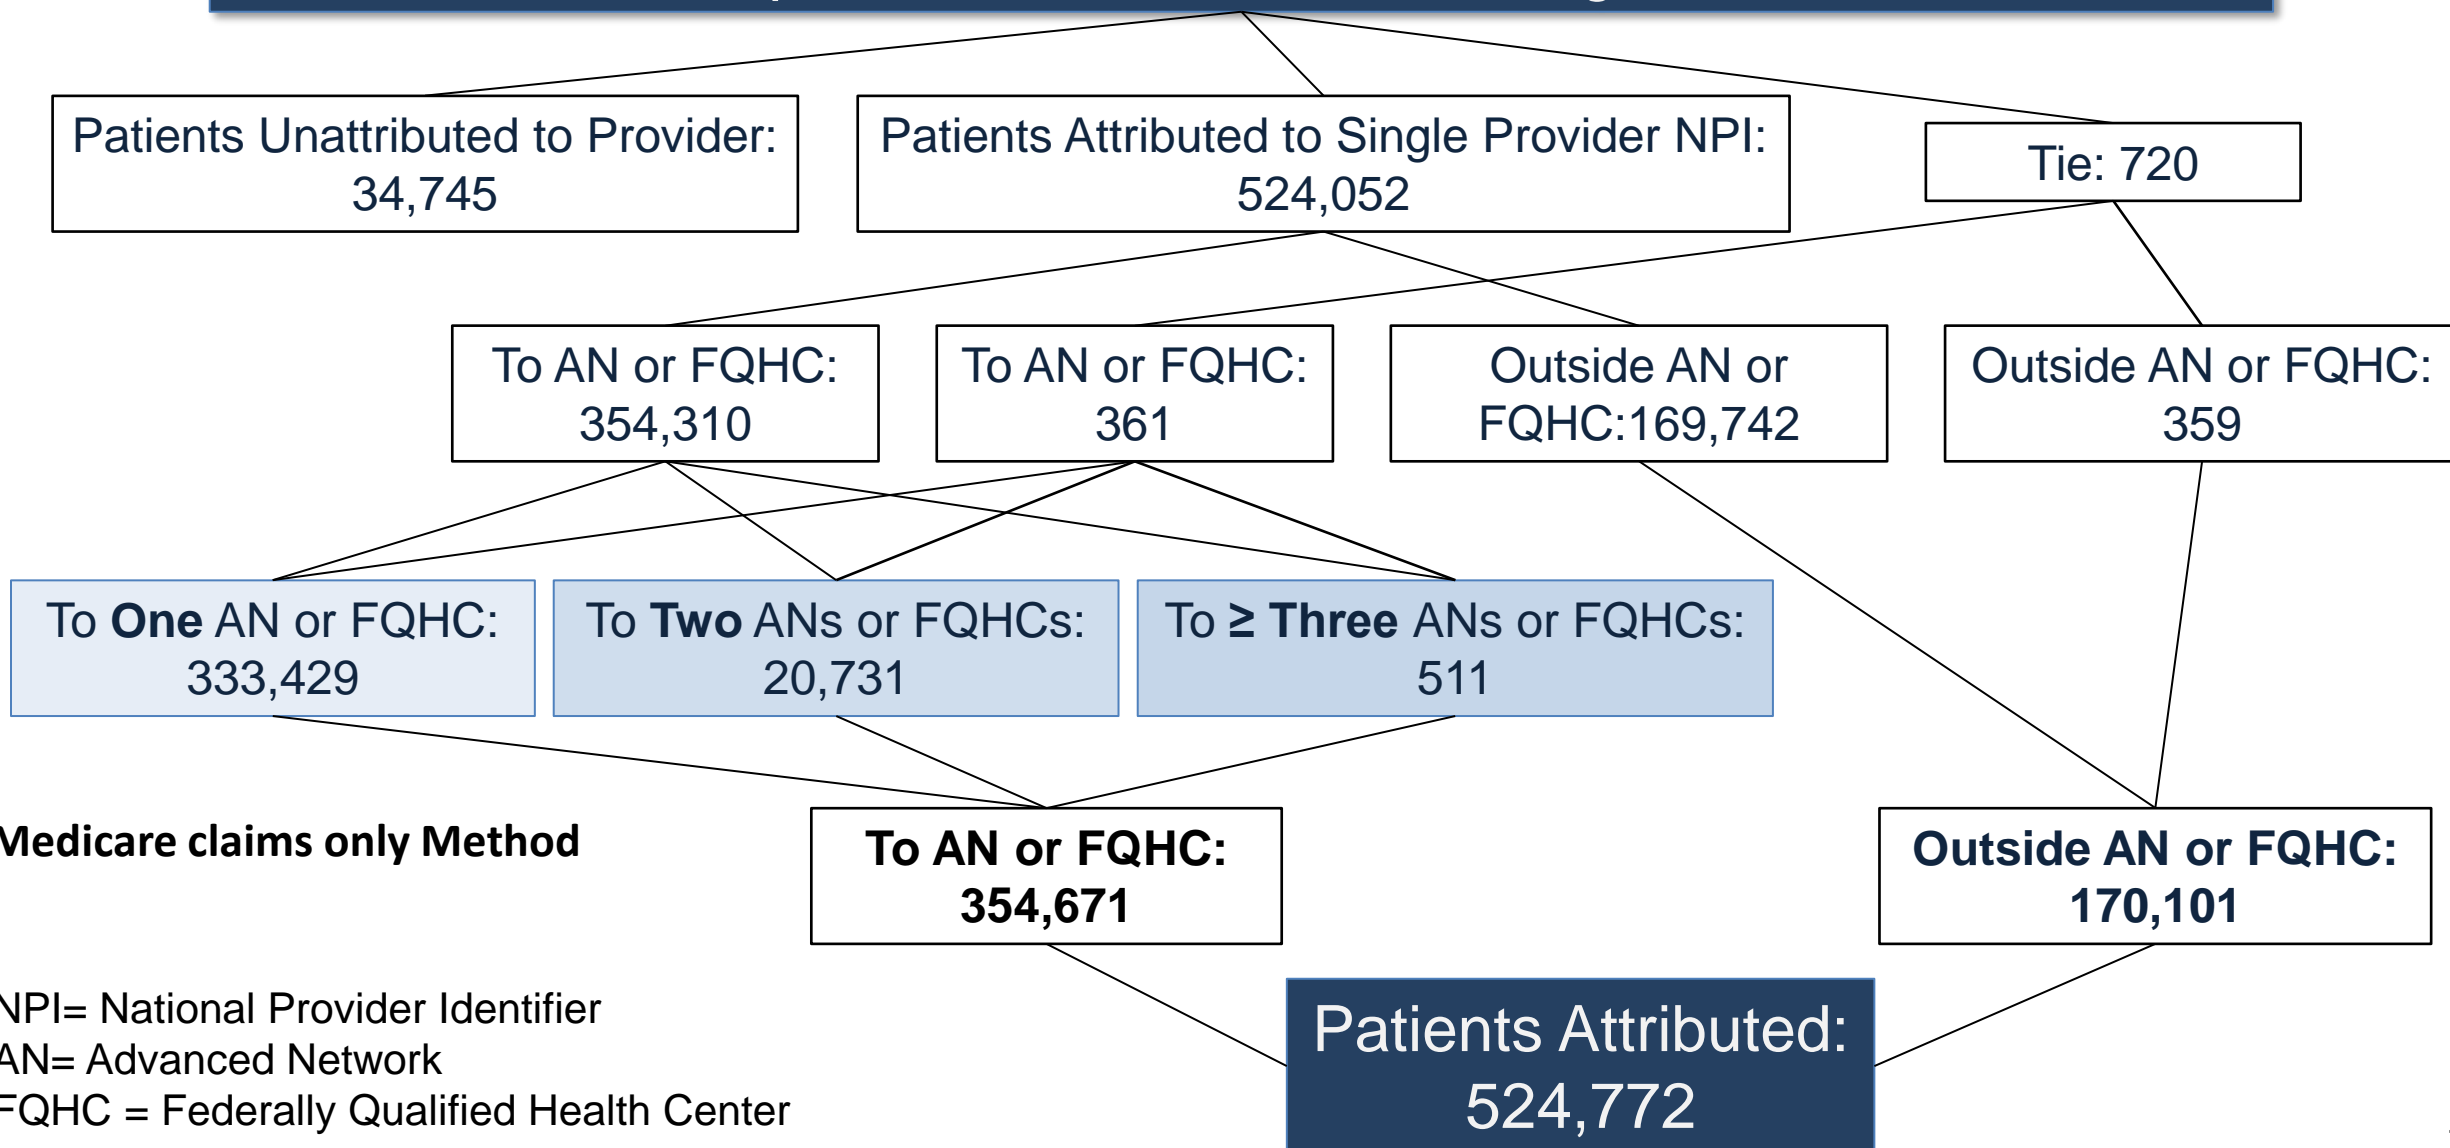 Patients Unattributed to Provider:
34,745
Patients Attributed to Single Provider NPI:
524,052
Tie: 720
To AN or FQHC:
354,310
To AN or FQHC:
361
Outside AN or
FQHC:169,742
Outside AN or FQHC:
359
To One AN or FQHC:
333,429
To Two ANs or FQHCs:
20,731
To ≥ Three ANs or FQHCs:
511
Medicare claims only Method
To AN or FQHC:
354,671
Outside AN or FQHC:
170,101
NPI= National Provider Identifier
AN= Advanced Network
FQHC = Federally Qualified Health Center
Patients Attributed:
524,772